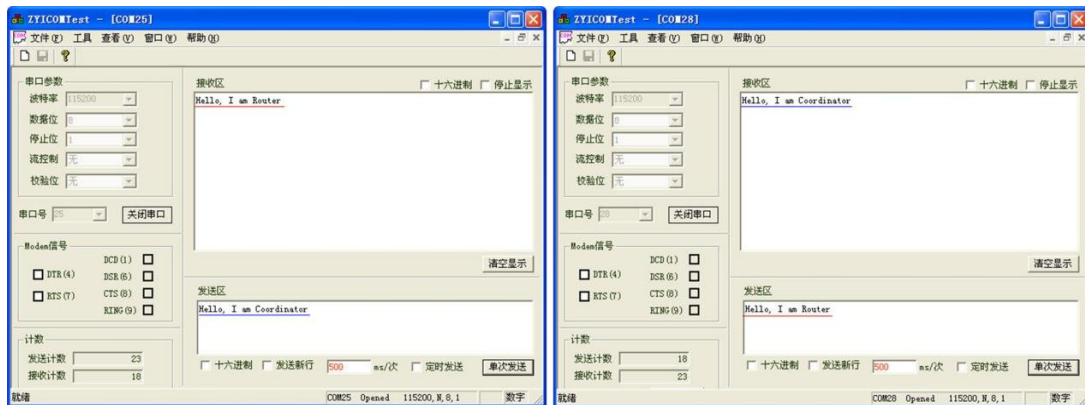 ZYICOMTest - [COM25]
文件(F) 工具 查看(V) 窗口(W) 帮助(H)
串口参数
波特率 115200
数据位 8
停止位 1
流控制 无
校验位 无
串口号 25 关闭串口
Modem信号
DCD(1)
DTR(4) DSR(6)
RTS(7) CTS(8)
RING(9)
计数
发送计数 23
接收计数 18
接收区 十六进制 停止显示
Hello, I am Router
清空显示
发送区
Hello, I am Coordinator
十六进制 发送新行 500 ms/次 定时发送 单次发送
就绪 COM25 Opened 115200,N,8,1 数字
ZYICOMTest - [COM28]
文件(F) 工具 查看(V) 窗口(W) 帮助(H)
串口参数
波特率 115200
数据位 8
停止位 1
流控制 无
校验位 无
串口号 28 关闭串口
Modem信号
DCD(1)
DTR(4) DSR(6)
RTS(7) CTS(8)
RING(9)
计数
发送计数 18
接收计数 23
接收区 十六进制 停止显示
Hello, I am Coordinator
清空显示
发送区
Hello, I am Router
十六进制 发送新行 500 ms/次 定时发送 单次发送
就绪 COM28 Opened 115200,N,8,1 数字